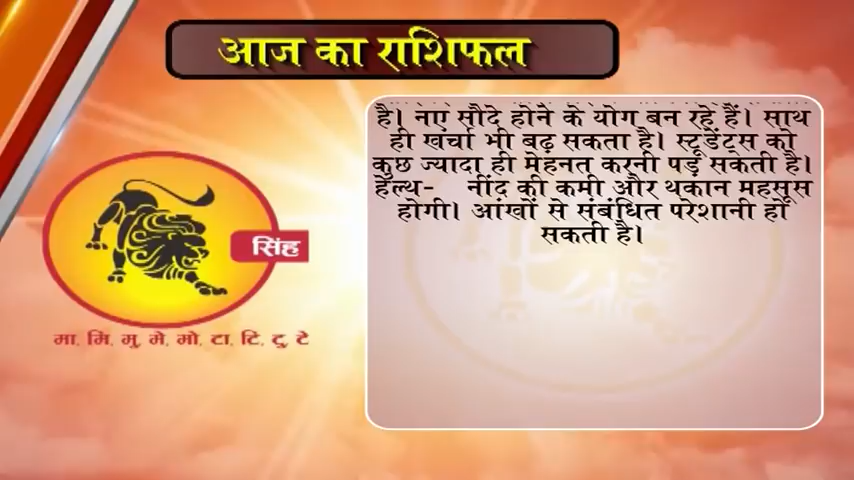 आज का राशिफल
है। नए सौदे होने के योग बन रहे हैं। साथ
ही खर्चा भी बढ़ सकता है। स्टूडेंट्स को
कुछ ज्यादा ही मेहनत करनी पड़ सकती है।
हेल्थ- नींद की कमी और थकान महसूस
होगी। आंखों से संबंधित परेशानी हो
सकती है।
सिंह
मा, मि, मु, मे, मो, टा, टि, टु, टे